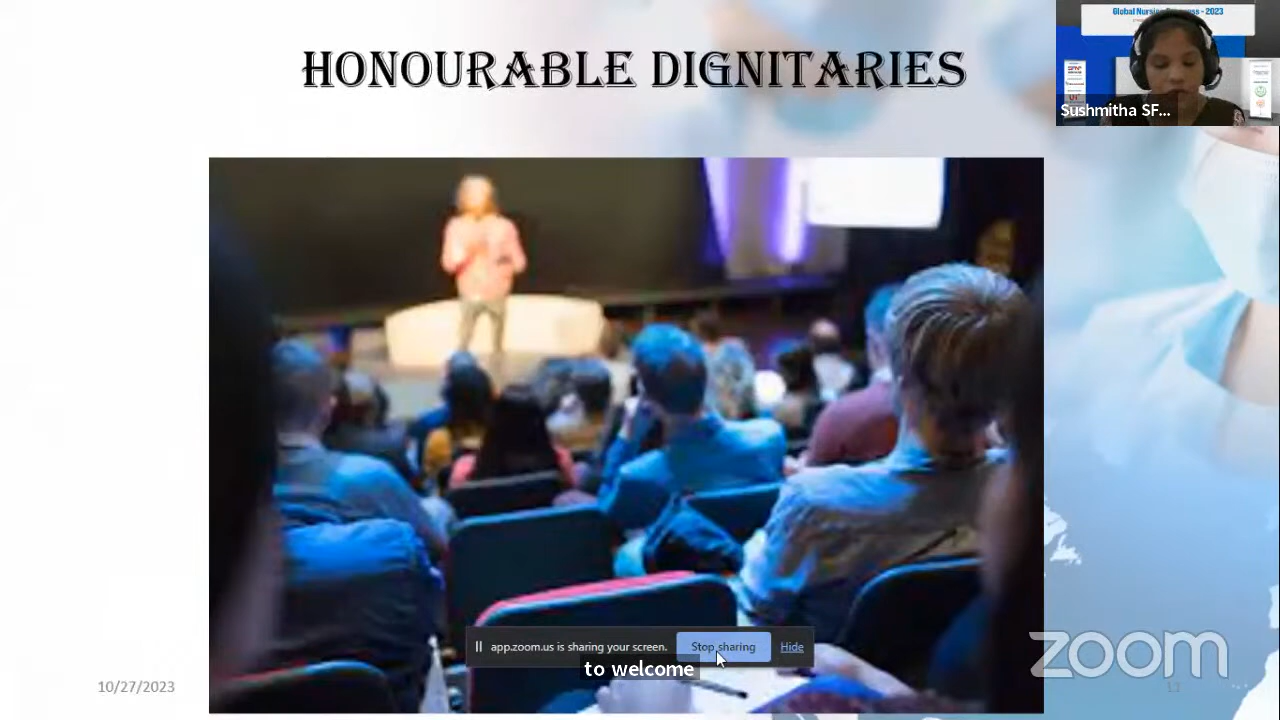 HONOURABLE DIGNITARIES
Global Nursing
- 2023
Sushmitha SF...
app.zoom.us is sharing your screen.
Stop sharing
Hide
to welcome
zoom
10/27/2023